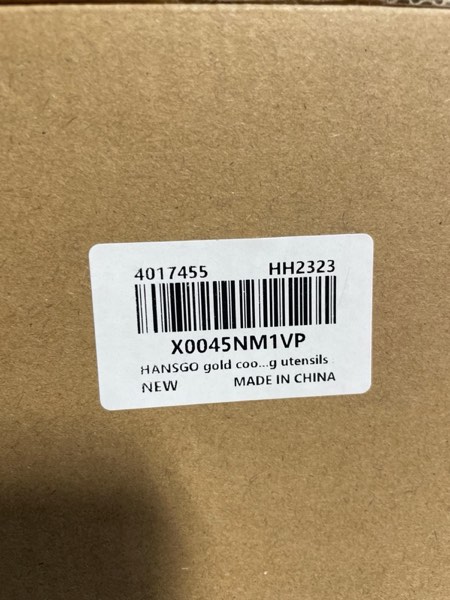 4017455 HH2323
X0045NM1VP
HANSGO gold coo...g utensils
NEW MADE IN CHINA